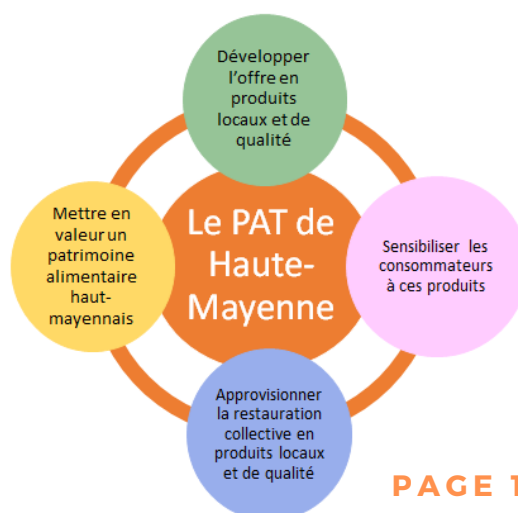 Développer
l'offre en
produits
locaux et de
qualité
Mettre en
valeur un
patrimoine
alimentaire
haut-
mayennais
Le PAT de
Haute-
Mayenne
Sensibiliser les
consommateurs
à ces produits
Approvisionner
la restauration
collective en
produits locaux
et de qualité
PAGE 1